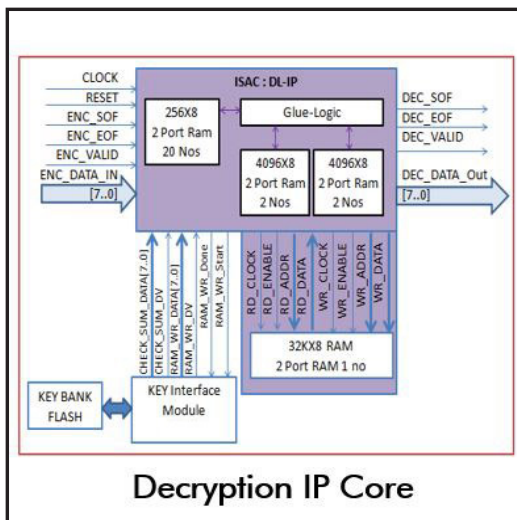 ISAC : DL-IP
CLOCK
RESET
ENC_SOF
ENC_EOF
ENC_VALID
ENC_DATA_IN
[7..0]
256X8
2 Port Ram
20 Nos
Glue-Logic
4096X8
2 Port Ram
2 Nos
4096X8
2 Port Ram
2 Nos
DEC_SOF
DEC_EOF
DEC_VALID
DEC_DATA_Out
[7..0]
CHECK_SUM_DATA[7..0]
CHECK_SUM_DV
RAM_WR_DATA[7..0]
RAM_WR_DV
RAM_WR_Done
RAM_WR_Start
RD_CLOCK
RD_ENABLE
RD_ADDR
RD_DATA
WR_CLOCK
WR_ENABLE
WR_ADDR
WR_DATA
32KX8 RAM
2 Port RAM 1 no
KEY BANK
FLASH
KEY Interface
Module
Decryption IP Core